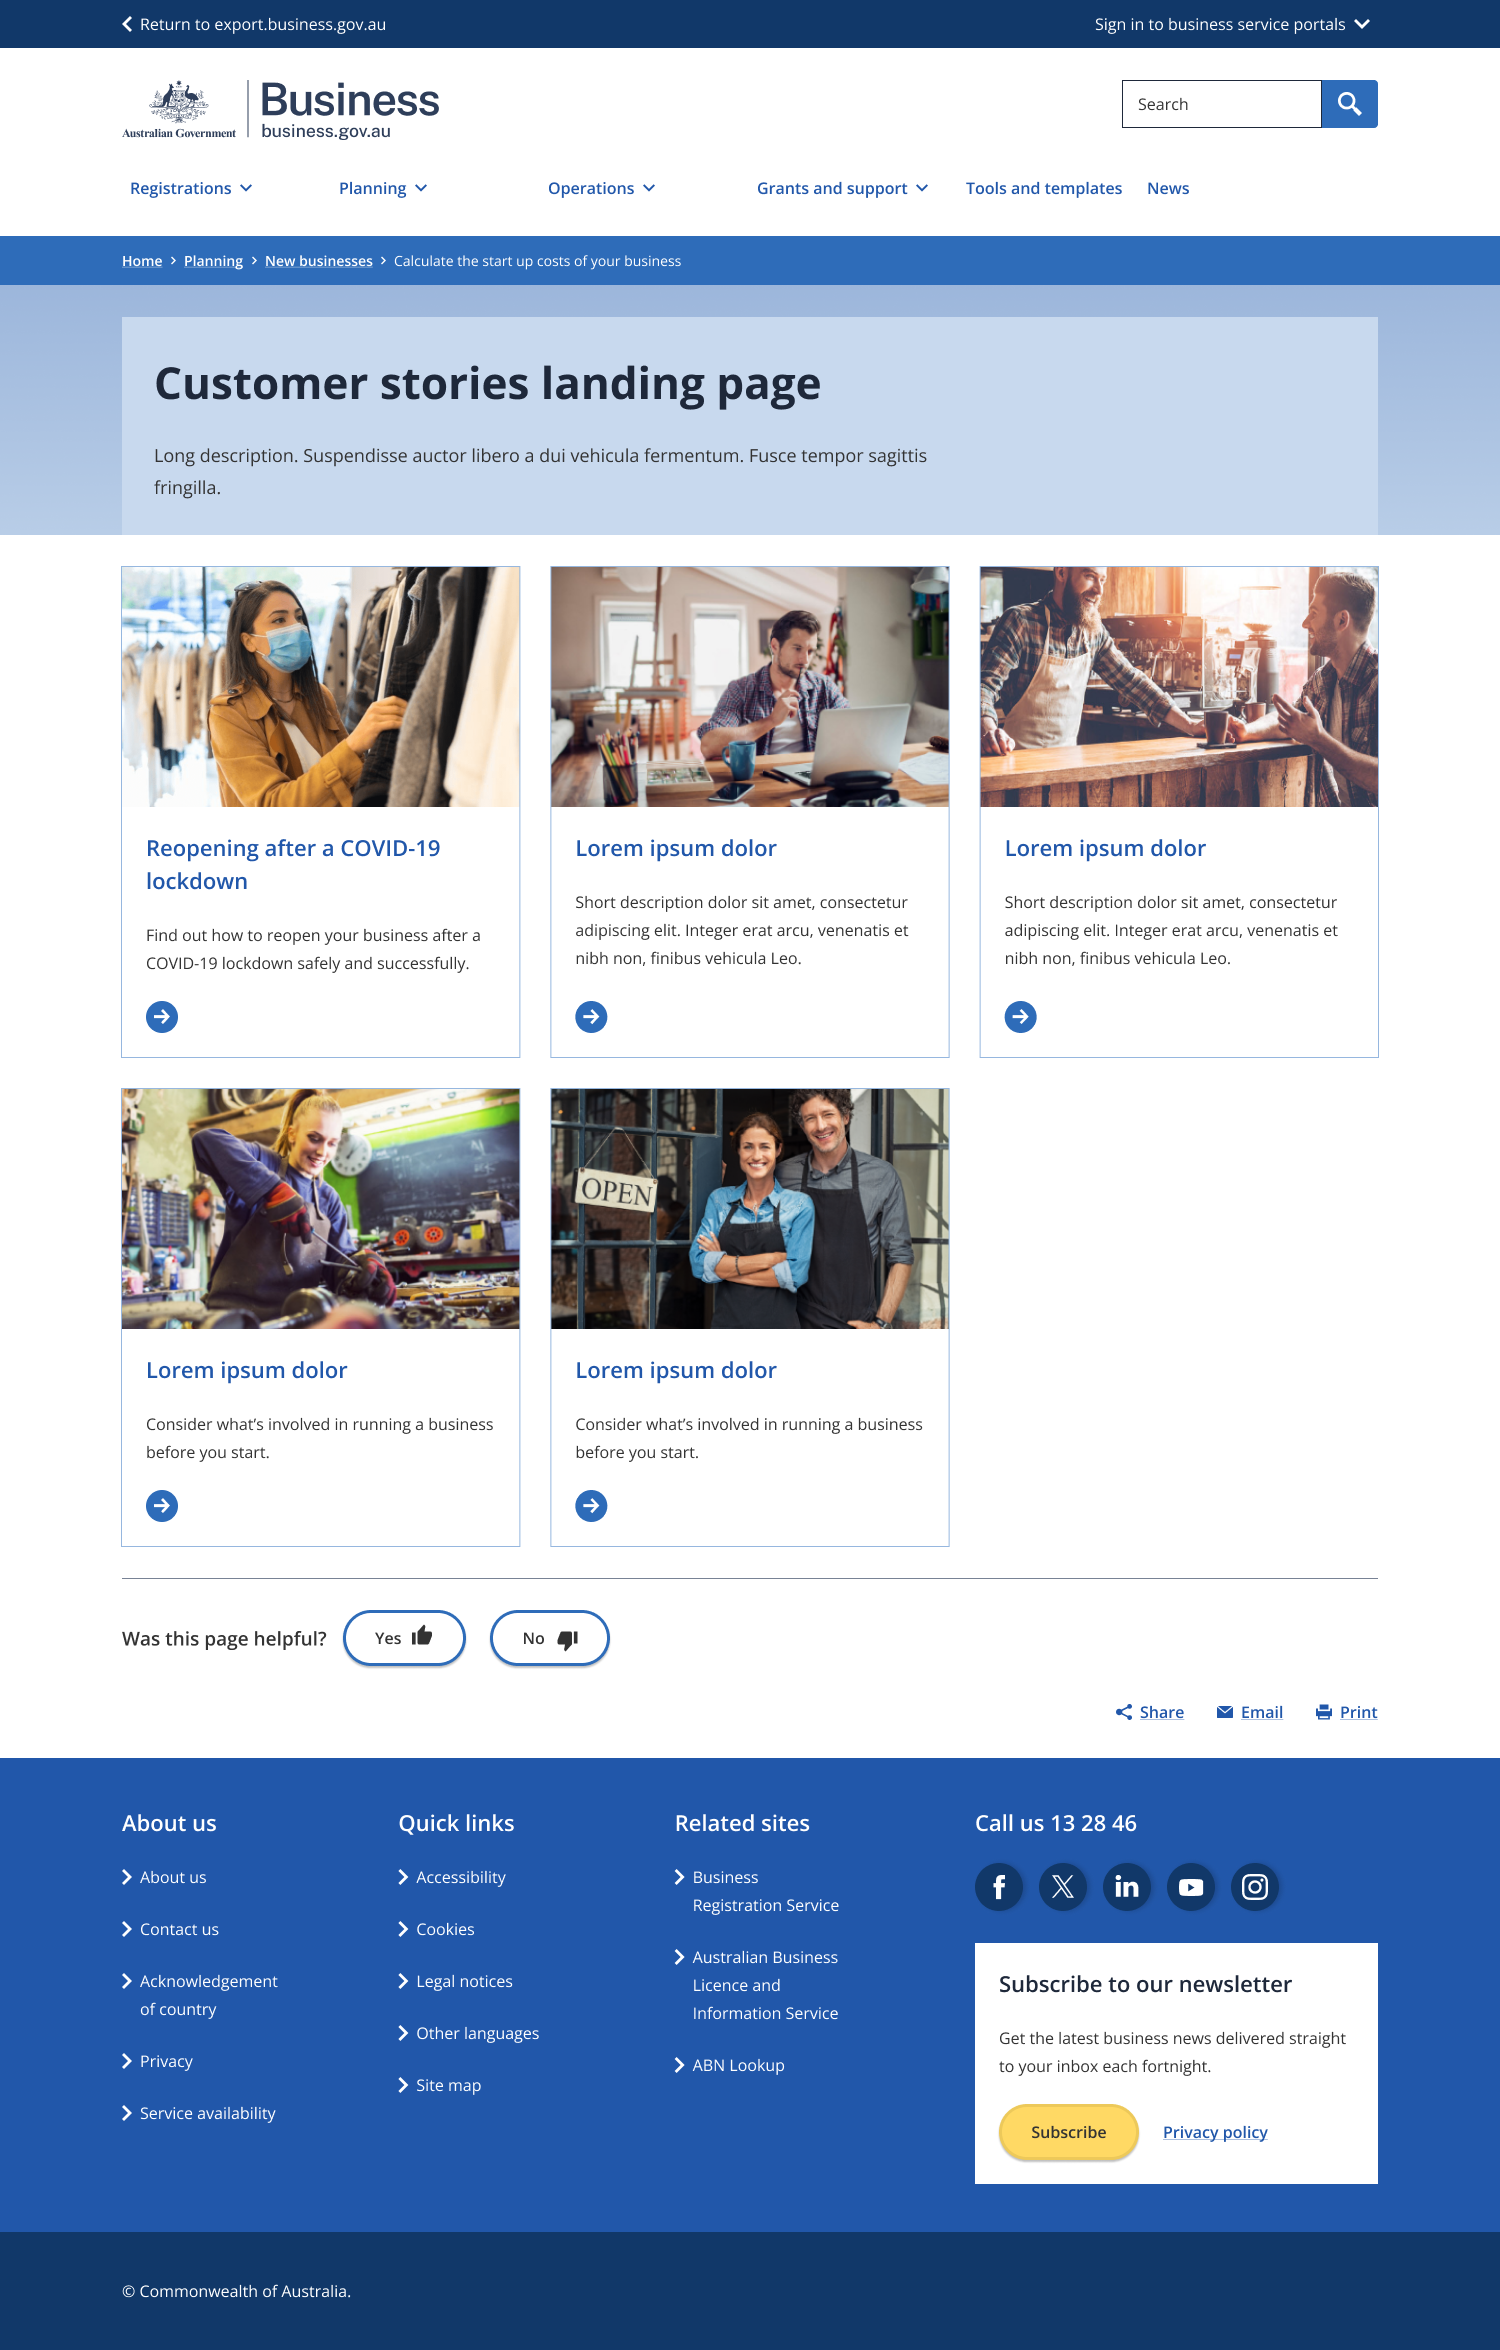 Return to export.business.gov.au
Sign in to business service portals
Australian Government
Business
business.gov.au
Search
Registrations
Planning
Operations
Grants and support
Tools and templates
News
Home
Planning
New businesses
Calculate the start up costs of your business
Customer stories landing page
Long description. Suspendisse auctor libero a dui vehicula fermentum. Fusce tempor sagittis
fringilla.
Reopening after a COVID-19
lockdown
Find out how to reopen your business after a
COVID-19 lockdown safely and successfully.
Lorem ipsum dolor
Short description dolor sit amet, consectetur
adipiscing elit. Integer erat arcu, venenatis et
nibh non, finibus vehicula Leo.
Lorem ipsum dolor
Short description dolor sit amet, consectetur
adipiscing elit. Integer erat arcu, venenatis et
nibh non, finibus vehicula Leo.
Lorem ipsum dolor
Consider what's involved in running a business
before you start.
OPEN
Lorem ipsum dolor
Consider what's involved in running a business
before you start.
Was this page helpful?
Yes
No
Share
Email
Print
About us
About us
Contact us
Acknowledgement
of country
Privacy
Service availability
Quick links
Accessibility
Cookies
Legal notices
Other languages
Site map
Related sites
Business
Registration Service
Australian Business
Licence and
Information Service
ABN Lookup
Call us 13 28 46
Subscribe to our newsletter
Get the latest business news delivered straight
to your inbox each fortnight.
Subscribe
Privacy policy
© Commonwealth of Australia.